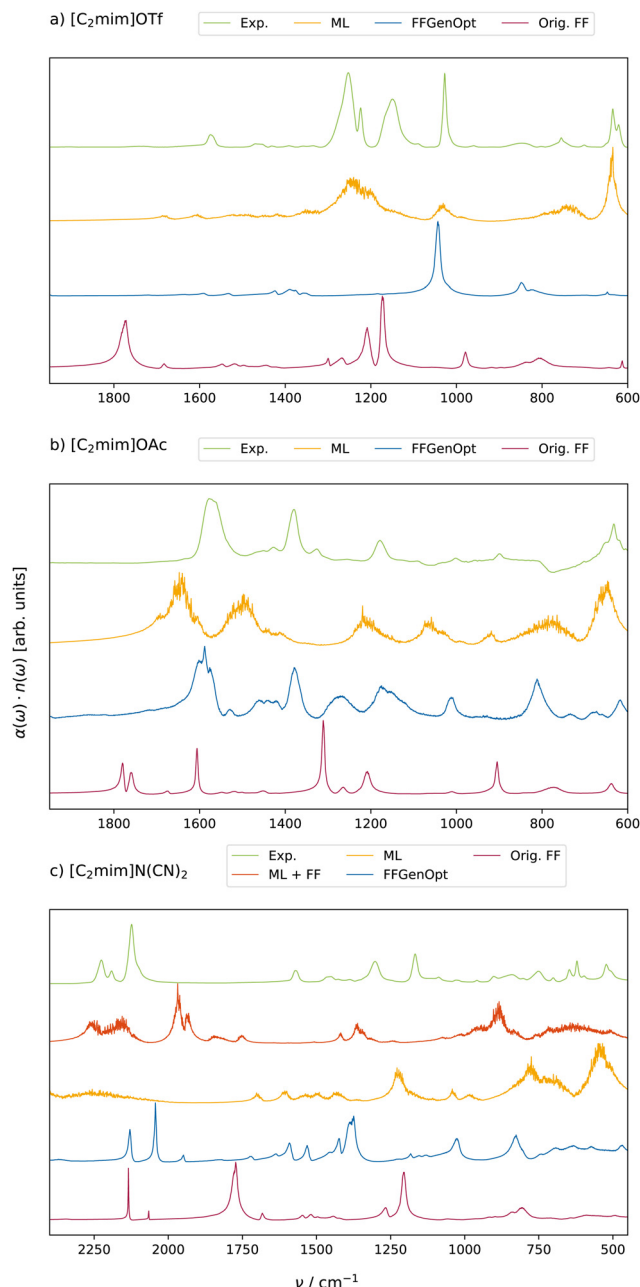 a) [C₂mim]OTf
Exp. ML FFGenOpt Orig. FF
1800 1600 1400 1200 1000 800 600
b) [C₂mim]OAc
Exp. ML FFGenOpt Orig. FF
α(ω) · n(ω) [arb. units]
1800 1600 1400 1200 1000 800 600
c) [C₂mim]N(CN)₂
Exp. ML Orig. FF
ML + FF FFGenOpt
2250 2000 1750 1500 1250 1000 750 500
ν / cm⁻¹